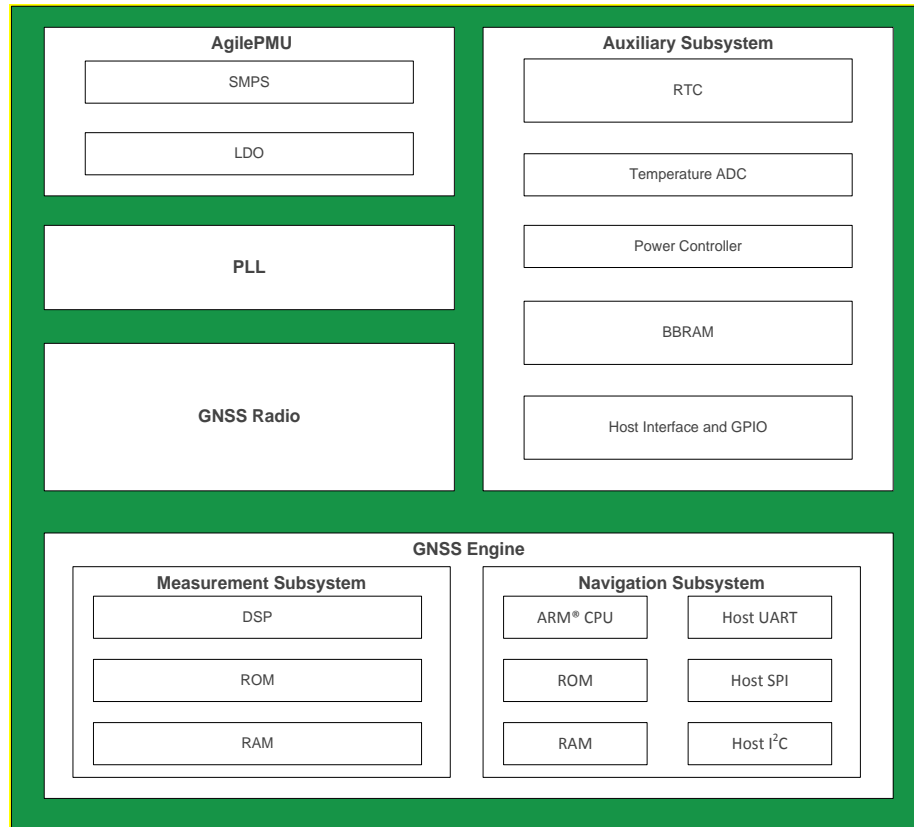 AgilePMU
SMPS
LDO
PLL
GNSS Radio
Auxiliary Subsystem
RTC
Temperature ADC
Power Controller
BBRAM
Host Interface and GPIO
GNSS Engine
Measurement Subsystem
DSP
ROM
RAM
Navigation Subsystem
ARM® CPU
ROM
RAM
Host UART
Host SPI
Host I²C